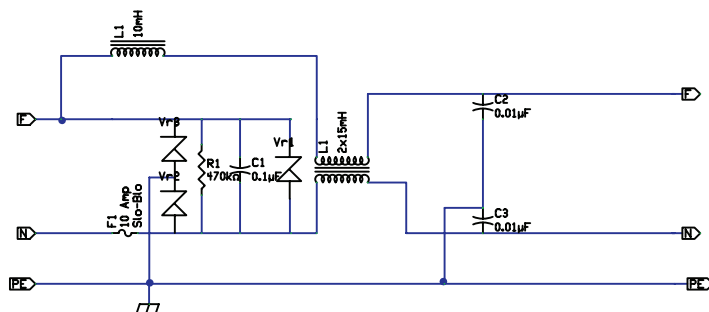 L1
10mH
F
Vr3
Vr2
R1
470kΩ
C1
0.1µF
Vr1
L1
2x15mH
C2
0.01µF
F
F1
10 Amp
Slo-Blo
N
C3
0.01µF
N
PE
PE